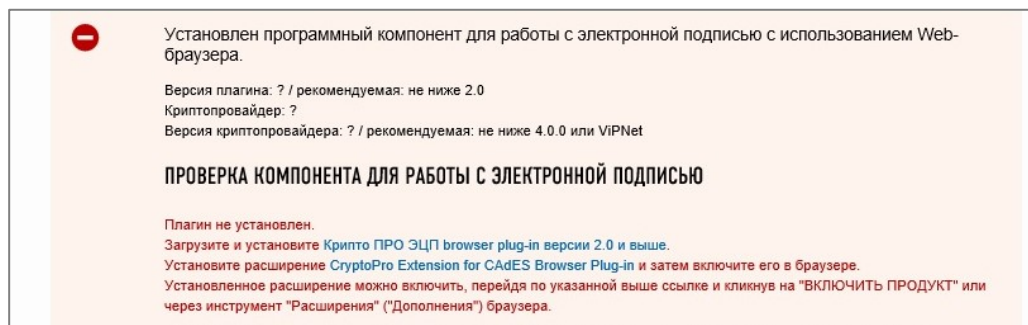 Установлен программный компонент для работы с электронной подписью с использованием Web-
браузера.
Версия плагина: ? / рекомендуемая: не ниже 2.0
Криптопровайдер: ?
Версия криптопровайдера: ? / рекомендуемая: не ниже 4.0.0 или ViPNet
ПРОВЕРКА КОМПОНЕНТА ДЛЯ РАБОТЫ С ЭЛЕКТРОННОЙ ПОДПИСЬЮ
Плагин не установлен.
Загрузите и установите Крипто ПРО ЭЦП browser plug-in версии 2.0 и выше.
Установите расширение CryptoPro Extension for CAdES Browser Plug-in и затем включите его в браузере.
Установленное расширение можно включить, перейдя по указанной выше ссылке и кликнув на "ВКЛЮЧИТЬ ПРОДУКТ" или
через инструмент "Расширения" ("Дополнения") браузера.